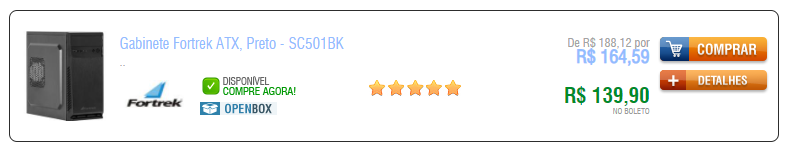 Gabinete Fortrek ATX, Preto - SC501BK
..
Fortrek
DISPONÍVEL
COMPRE AGORA!
OPENBOX
De R$ 188,12 por
R$ 164,59
R$ 139,90
NO BOLETO
COMPRAR
DETALHES